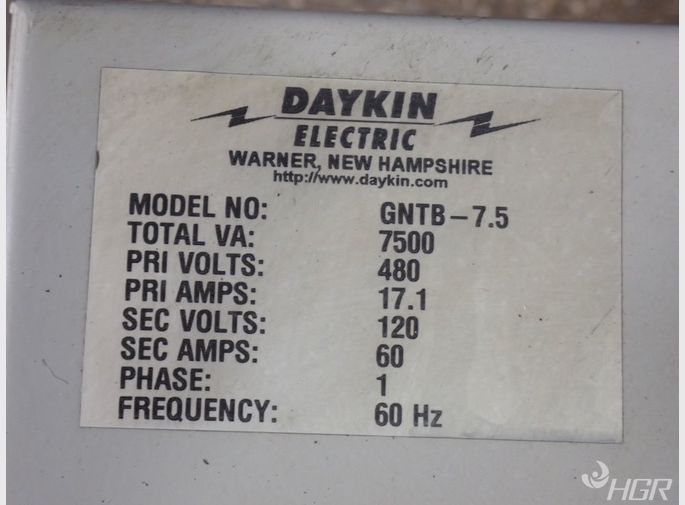 DAYKIN
ELECTRIC
WARNER, NEW HAMPSHIRE
http://www.daykin.com
MODEL NO: GNTB-7.5
TOTAL VA: 7500
PRI VOLTS: 480
PRI AMPS: 17.1
SEC VOLTS: 120
SEC AMPS: 60
PHASE: 1
FREQUENCY: 60 Hz
HGR